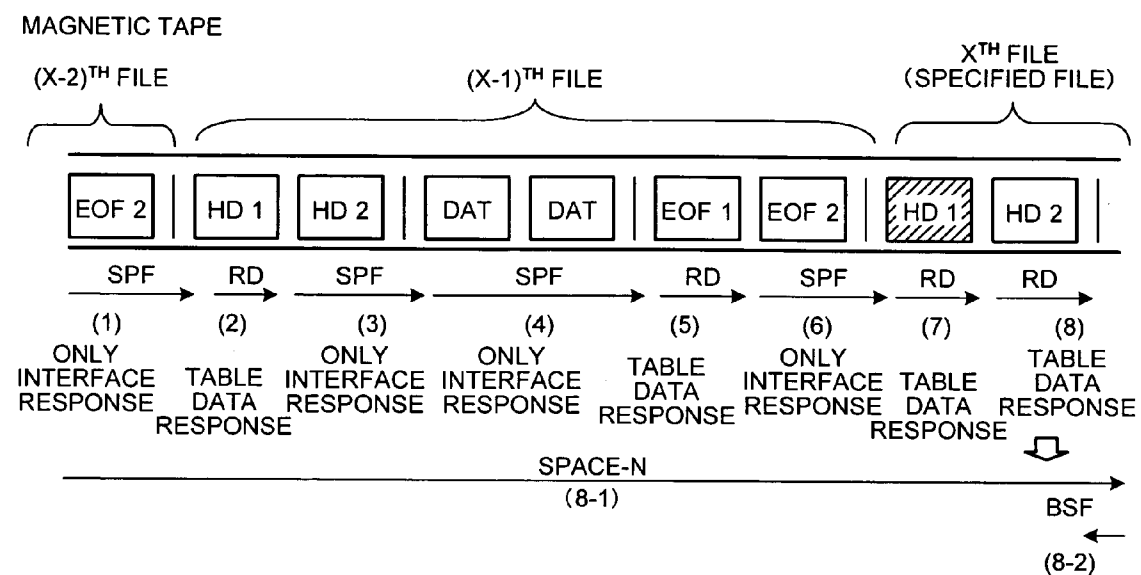 MAGNETIC TAPE
(X-2)TH FILE
(X-1)TH FILE
XTH FILE
(SPECIFIED FILE)
EOF 2
HD 1
HD 2
DAT
DAT
EOF 1
EOF 2
HD 1
HD 2
SPF
RD
SPF
SPF
RD
SPF
RD
RD
(1)
(2)
(3)
(4)
(5)
(6)
(7)
(8)
ONLY
INTERFACE
RESPONSE
TABLE
DATA
RESPONSE
ONLY
INTERFACE
RESPONSE
ONLY
INTERFACE
RESPONSE
TABLE
DATA
RESPONSE
ONLY
INTERFACE
RESPONSE
TABLE
DATA
RESPONSE
TABLE
DATA
RESPONSE
SPACE-N
(8-1)
BSF
(8-2)